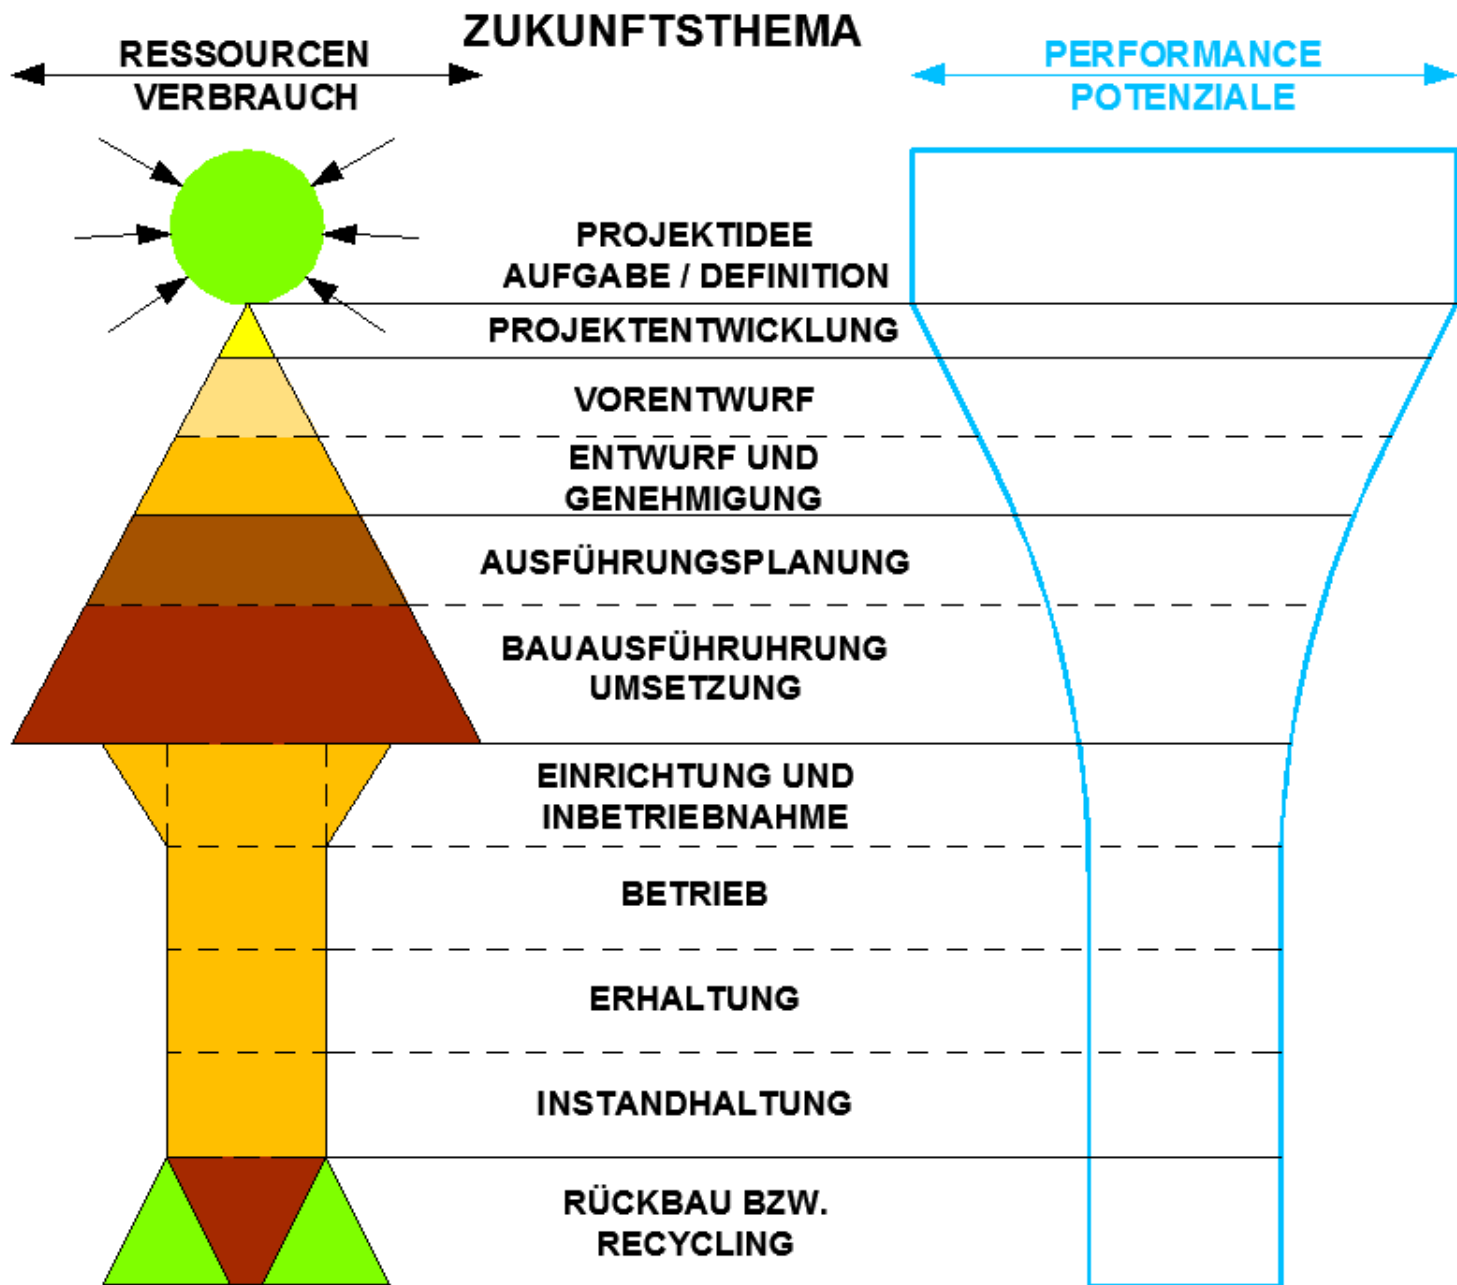 ZUKUNFTSTHEMA
RESSOURCEN
VERBRAUCH
PERFORMANCE
POTENZIALE
PROJEKTIDEE
AUFGABE / DEFINITION
PROJEKTENTWICKLUNG
VORENTWURF
ENTWURF UND
GENEHMIGUNG
AUSFÜHRUNGSPLANUNG
BAUAUSFÜHRUHRUNG
UMSETZUNG
EINRICHTUNG UND
INBETRIEBNAHME
BETRIEB
ERHALTUNG
INSTANDHALTUNG
RÜCKBAU BZW.
RECYCLING